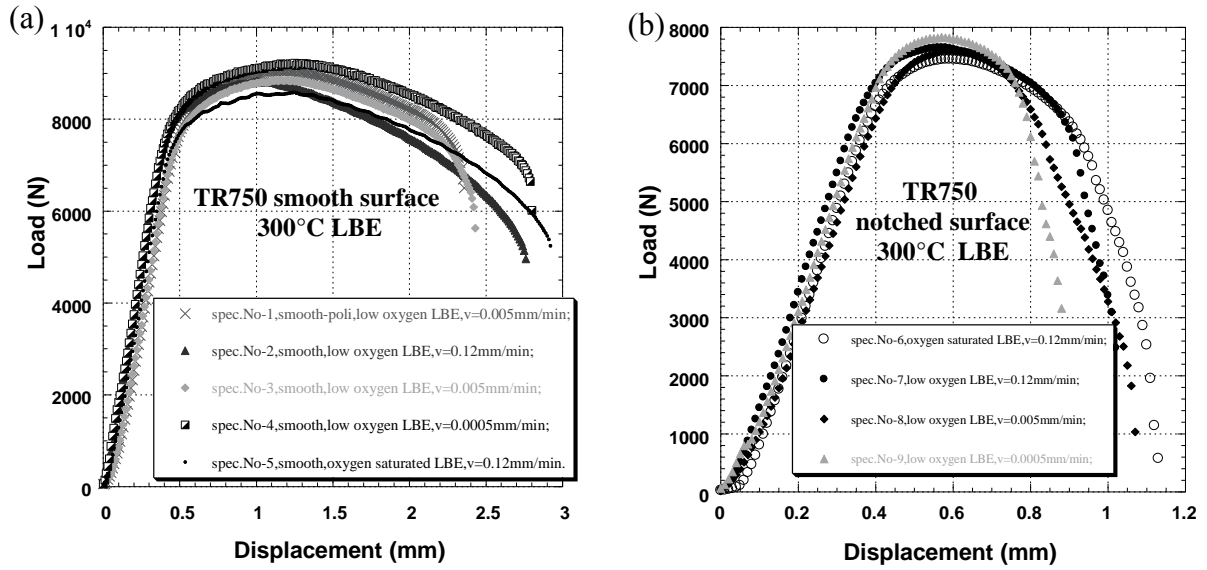 (a)
1 10⁴
8000
6000
4000
2000
0
Load (N)
TR750 smooth surface
300°C LBE
spec.No-1,smooth-poli,low oxygen LBE,v=0.005mm/min;
spec.No-2,smooth,low oxygen LBE,v=0.12mm/min;
spec.No-3,smooth,low oxygen LBE,v=0.005mm/min;
spec.No-4,smooth,low oxygen LBE,v=0.0005mm/min;
spec.No-5,smooth,oxygen saturated LBE,v=0.12mm/min.
0 0.5 1 1.5 2 2.5 3
Displacement (mm)
(b)
8000
7000
6000
5000
4000
3000
2000
1000
0
Load (N)
TR750
notched surface
300°C LBE
spec.No-6,oxygen saturated LBE,v=0.12mm/min;
spec.No-7,low oxygen LBE,v=0.12mm/min;
spec.No-8,low oxygen LBE,v=0.005mm/min;
spec.No-9,low oxygen LBE,v=0.0005mm/min;
0 0.2 0.4 0.6 0.8 1 1.2
Displacement (mm)